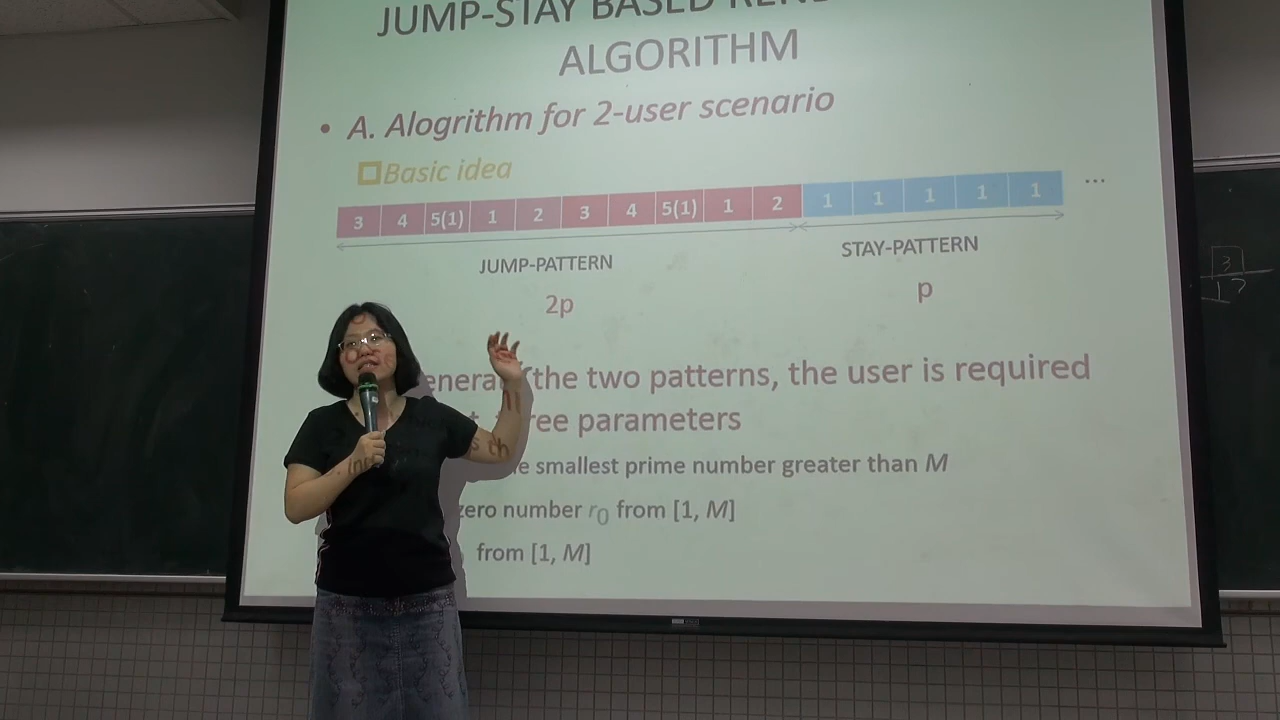 JUMP-STAY BASED
ALGORITHM
• A. Alogrithm for 2-user scenario
Basic idea
3 4 5(1) 1 2 3 4 5(1) 1 2 1 1 1 1 1 ...
JUMP-PATTERN STAY-PATTERN
2p p
the two patterns, the user is required
parameters
smallest prime number greater than M
number r0 from [1, M]
from [1, M]
3
17